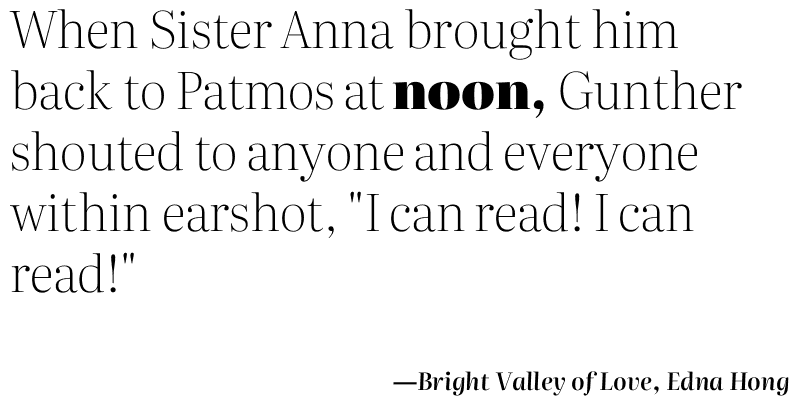 When Sister Anna brought him
back to Patmos at noon, Gunther
shouted to anyone and everyone
within earshot, "I can read! I can
read!"
—Bright Valley of Love, Edna Hong